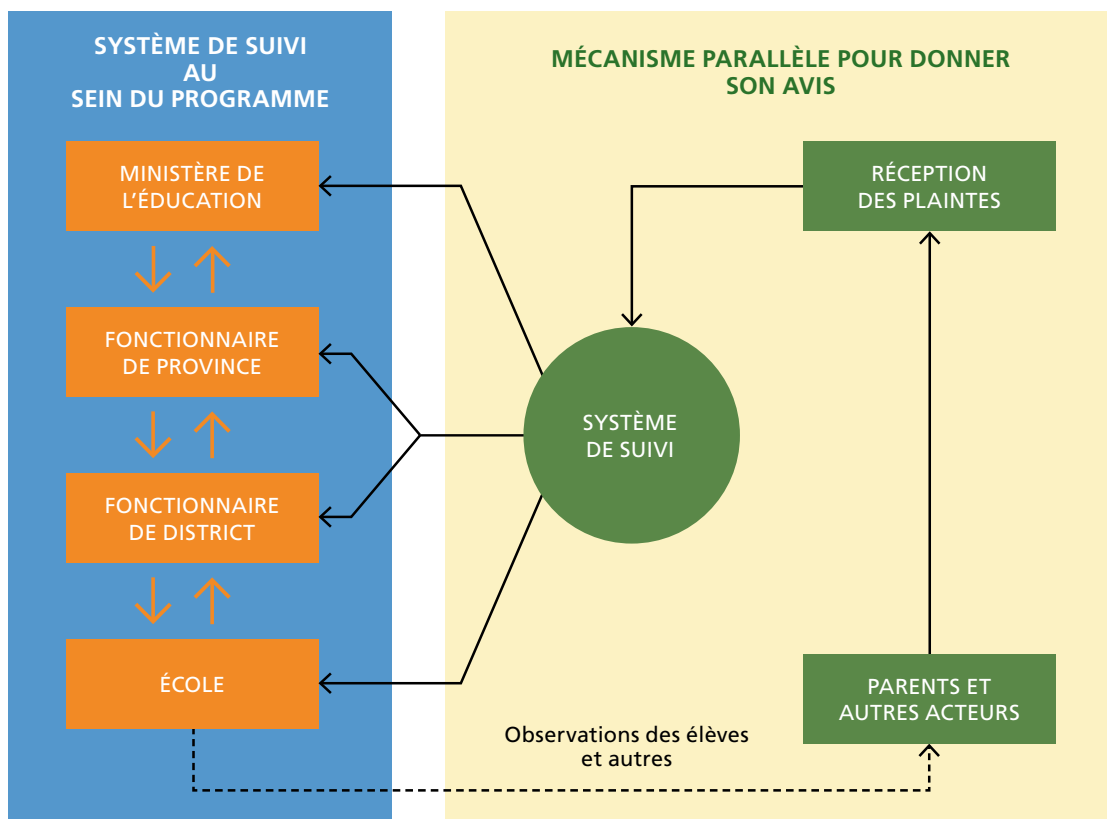 SYSTÈME DE SUIVI
AU
SEIN DU PROGRAMME
MINISTÈRE DE
L'ÉDUCATION
FONCTIONNAIRE
DE PROVINCE
FONCTIONNAIRE
DE DISTRICT
ÉCOLE
MÉCANISME PARALLÈLE POUR DONNER
SON AVIS
RÉCEPTION
DES PLAINTES
SYSTÈME
DE SUIVI
PARENTS ET
AUTRES ACTEURS
Observations des élèves
et autres